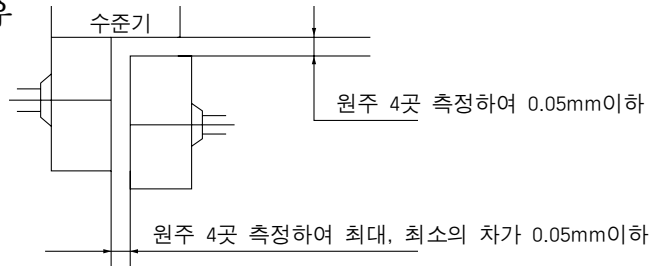 우
수준기
원주 4곳 측정하여 0.05mm이하
원주 4곳 측정하여 최대, 최소의 차가 0.05mm이하